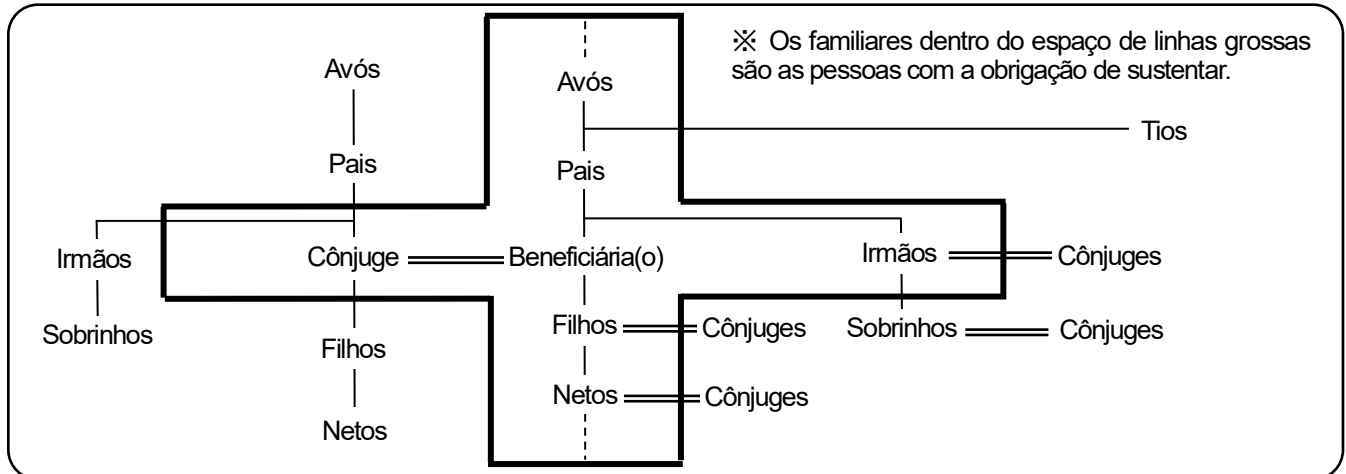 ※ Os familiares dentro do espaço de linhas grossas
são as pessoas com a obrigação de sustentar.
Avós
Avós
Tios
Pais
Pais
Irmãos
Cônjuge
Beneficiária(o)
Irmãos
Cônjuges
Sobrinhos
Filhos
Filhos
Cônjuges
Sobrinhos
Cônjuges
Netos
Netos
Cônjuges